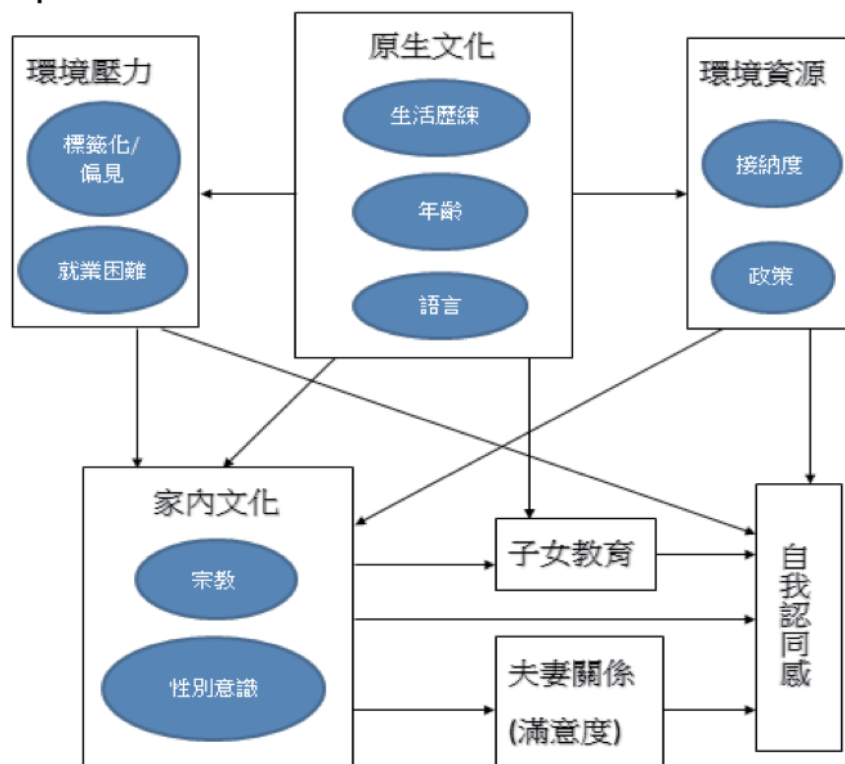 環境壓力
標籤化/
偏見
就業困難
原生文化
生活歷練
年齡
語言
環境資源
接納度
政策
家內文化
宗教
性別意識
子女教育
夫妻關係
(滿意度)
自我認同感